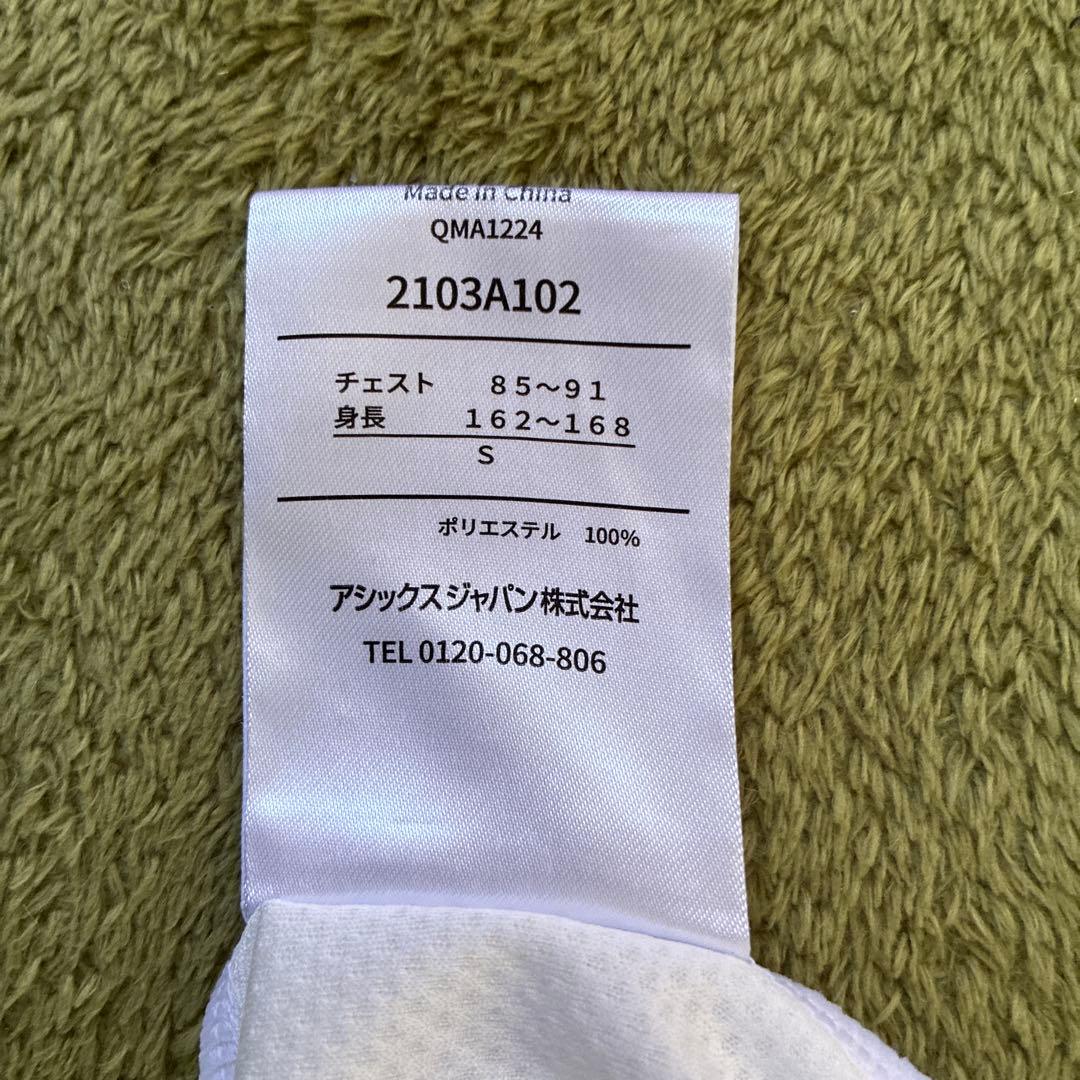 Made in China
QMA1224
2103A102
チェスト 85〜91
身長 162〜168
S
ポリエステル 100%
アシックスジャパン株式会社
TEL 0120-068-806